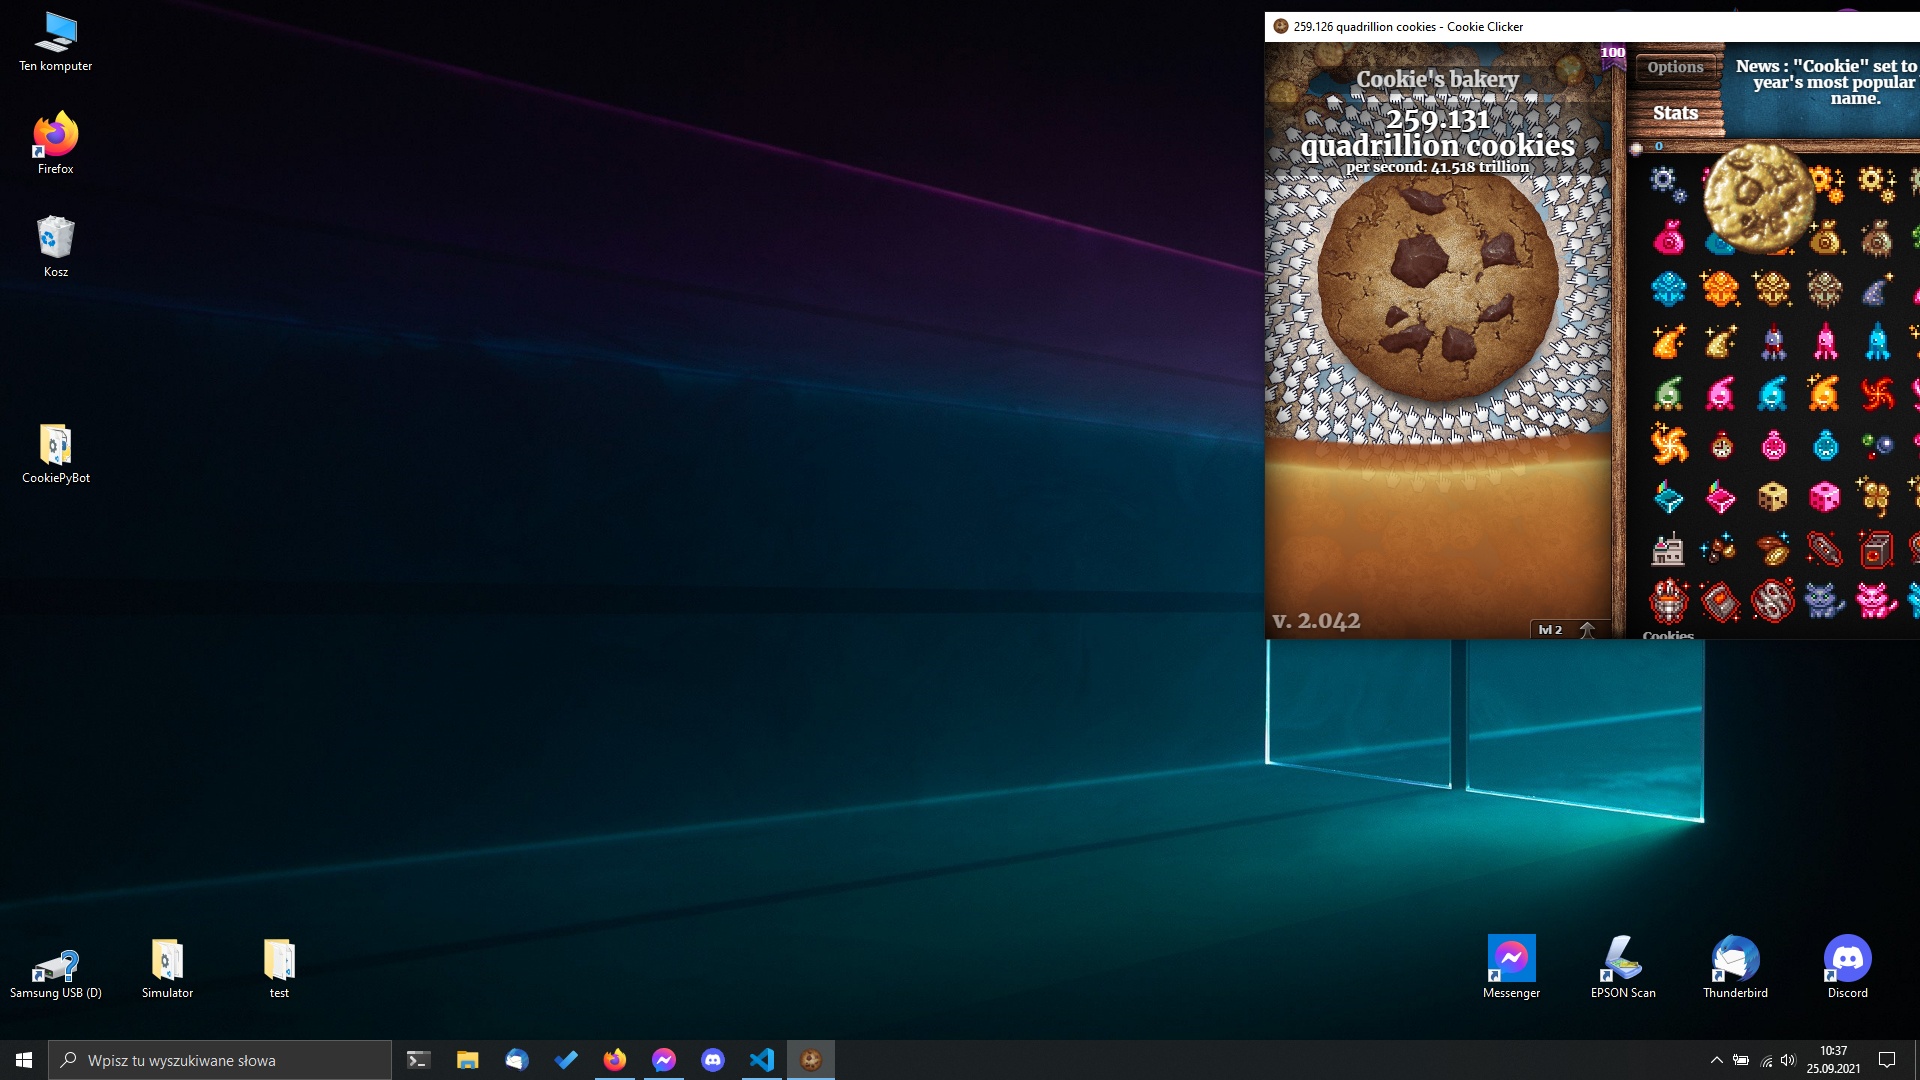 Ten komputer
Firefox
Kosz
CookiePyBot
Samsung USB (D)
Simulator
test
259.126 quadrillion cookies - Cookie Clicker
100
Cookie's bakery
259.131
quadrillion cookies
per second: 41.518 trillion
v. 2.042
lvl 2
Options
Stats
News : "Cookie" set to
year's most popular
name.
0
Cookies
Messenger
EPSON Scan
Thunderbird
Discord
Wpisz tu wyszukiwane słowa
10:37
25.09.2021